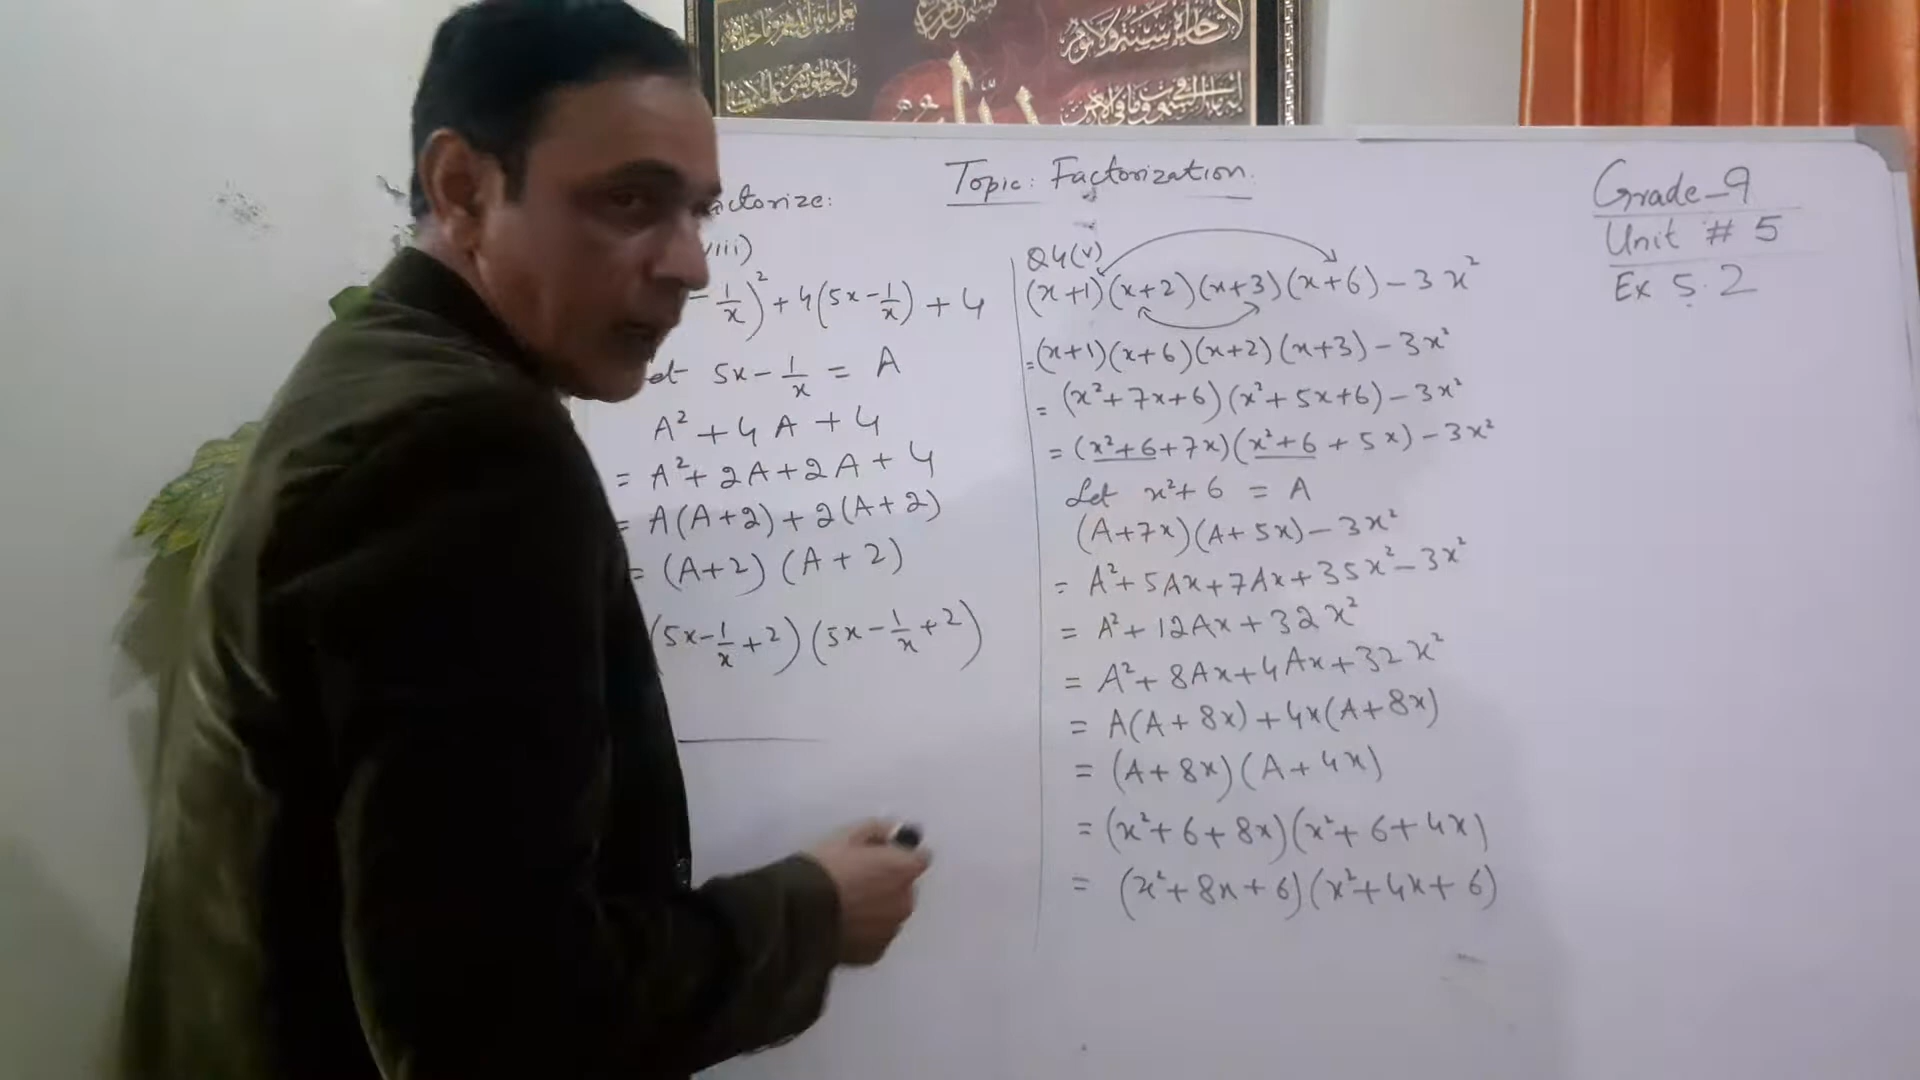 Topic: Factorization.
Grade-9
Unit # 5
Ex 5.2
actorize:
viii)
- 1/x)² + 4(5x - 1/x) + 4
et 5x - 1/x = A
A² + 4A + 4
= A² + 2A + 2A + 4
= A(A+2) + 2(A+2)
= (A+2) (A+2)
(5x - 1/x + 2) (5x - 1/x + 2)
Q4(v)
(x+1)(x+2)(x+3)(x+6) - 3x²
= (x+1)(x+6)(x+2)(x+3) - 3x²
= (x²+7x+6)(x²+5x+6) - 3x²
= (x²+6+7x)(x²+6+5x) - 3x²
Let x²+6 = A
(A+7x)(A+5x) - 3x²
= A² + 5Ax + 7Ax + 35x² - 3x²
= A² + 12Ax + 32x²
= A² + 8Ax + 4Ax + 32x²
= A(A+8x) + 4x(A+8x)
= (A+8x)(A+4x)
= (x²+6+8x)(x²+6+4x)
= (x²+8x+6)(x²+4x+6)